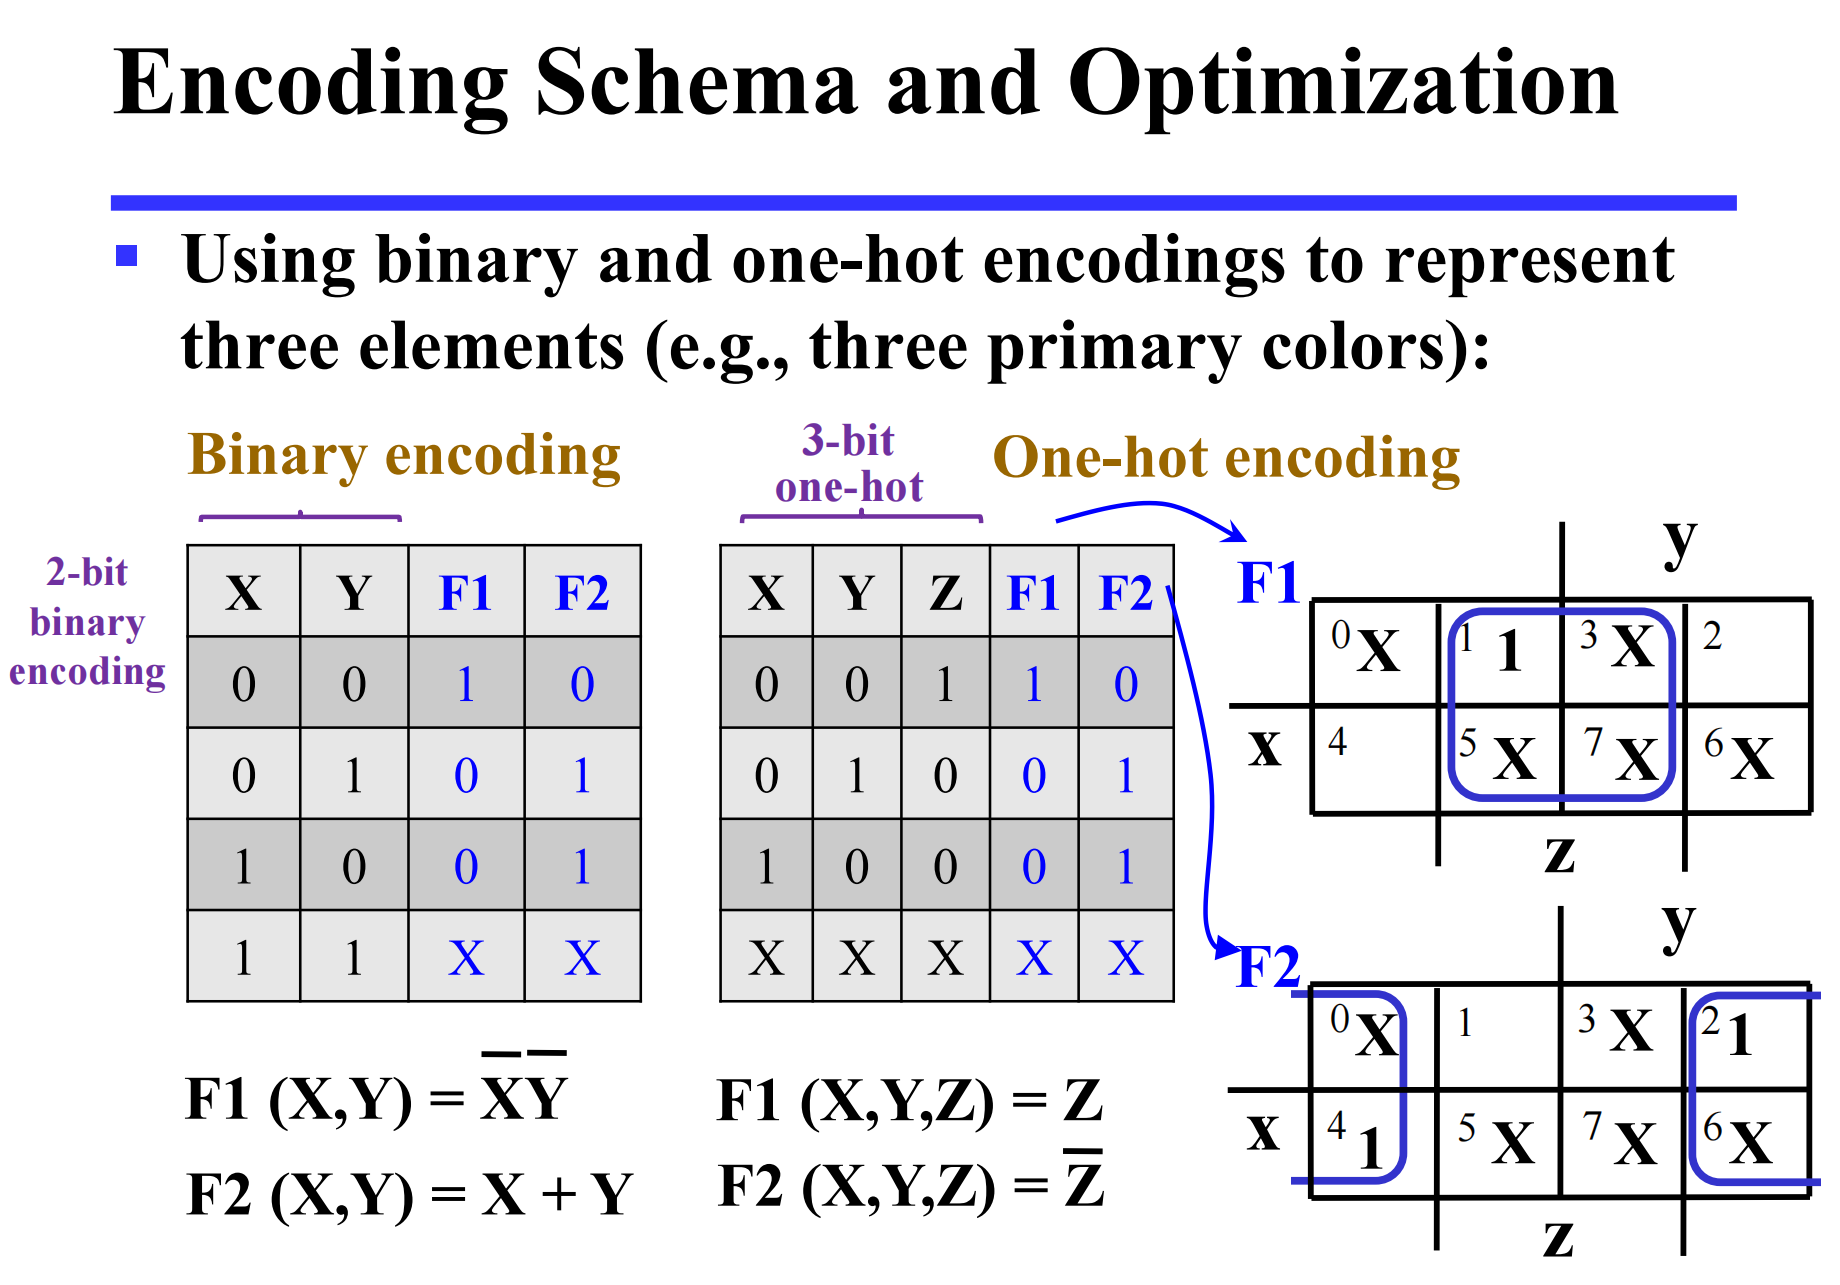 Encoding Schema and Optimization
Using binary and one-hot encodings to represent
three elements (e.g., three primary colors):
Binary encoding
2-bit
binary
encoding
X Y F1 F2
0 0 1 0
0 1 0 1
1 0 0 1
1 1 X X
F1 (X,Y) = X̅Y̅
F2 (X,Y) = X + Y
3-bit
one-hot
One-hot encoding
X Y Z F1 F2
0 0 1 1 0
0 1 0 0 1
1 0 0 0 1
X X X X X
F1 (X,Y,Z) = Z
F2 (X,Y,Z) = Z̅
F1
y
0 X 1 1 3 X 2
x 4 5 X 7 X 6 X
z
F2
y
0 X 1 3 X 2 1
x 4 1 5 X 7 X 6 X
z